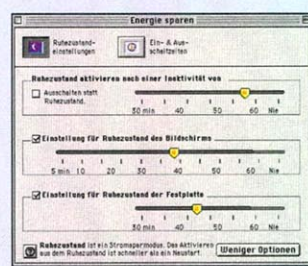 Energie sparen
Ruhezustand-
einstellungen
Ein- & Aus-
schaltzeiten
Ruhezustand aktivieren nach einer Inaktivität von
Ausschalten statt
Ruhezustand.
30 min 40 50 60 Nie
Einstellung für Ruhezustand des Bildschirms
5 min 10 20 30 40 50 60 Nie
Einstellung für Ruhezustand der Festplatte
30 min 40 50 60 Nie
Ruhezustand ist ein Stromsparmodus. Das Aktivieren
aus dem Ruhezustand ist schneller als ein Neustart.
Weniger Optionen